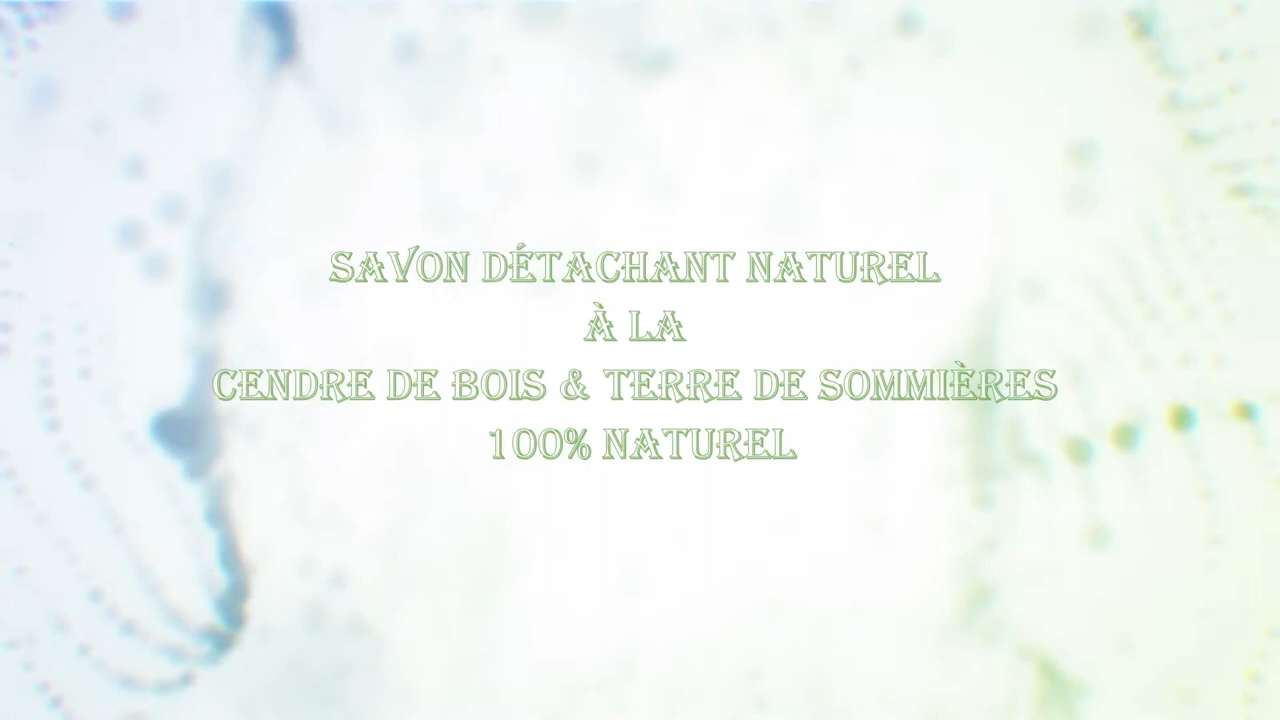 SAVON DÉTACHANT NATUREL
À LA
CENDRE DE BOIS & TERRE DE SOMMIÈRES
100% NATUREL